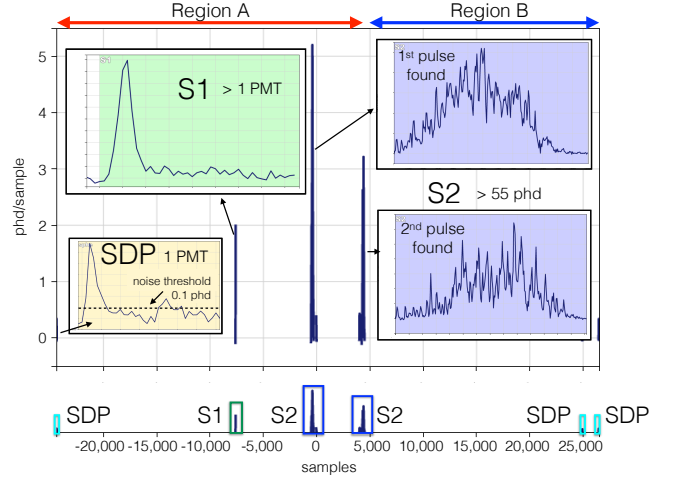 Region A
Region B
5
4
3
2
1
0
phd/sample
S1
S1 > 1 PMT
1st pulse
found
S2 > 55 phd
2nd pulse
found
SDP 1 PMT
noise threshold
0.1 phd
SDP
S1
S2
S2
SDP
SDP
-20,000
-15,000
-10,000
-5,000
0
5,000
10,000
15,000
20,000
25,000
samples